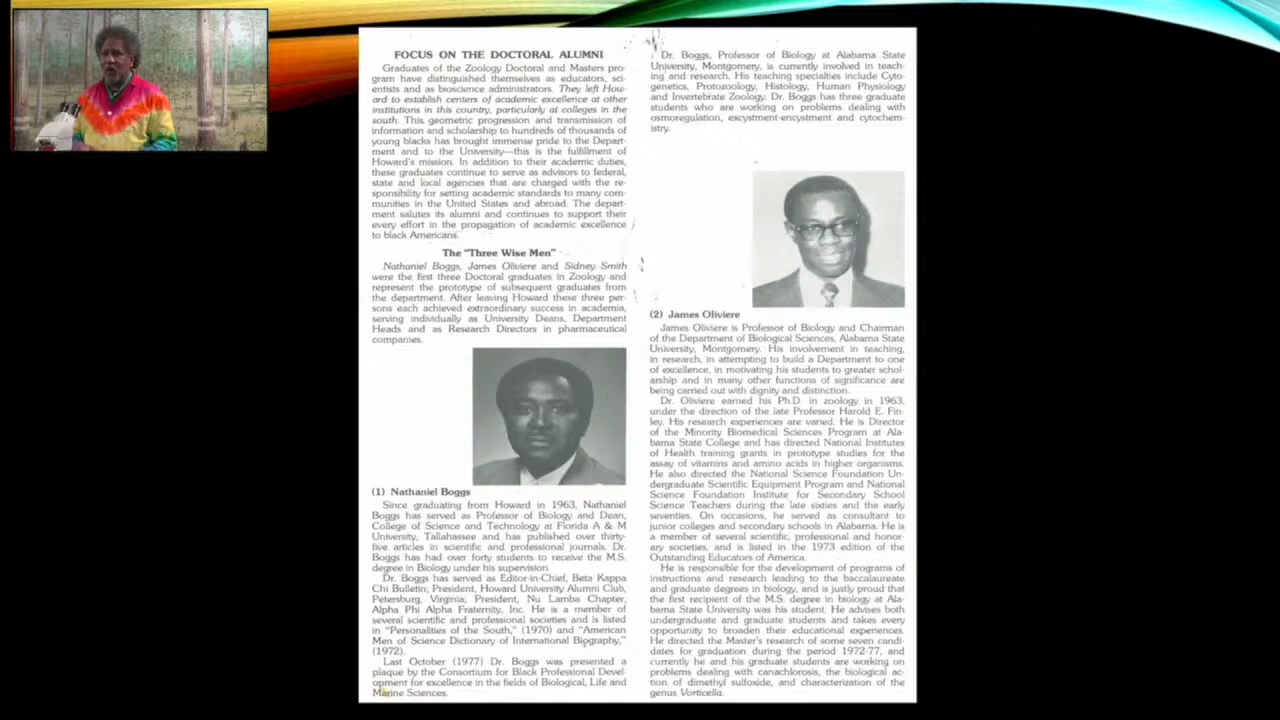 FOCUS ON THE DOCTORAL ALUMNI
Graduates of the Zoology Doctoral and Masters pro-
gram have distinguished themselves as educators, sci-
entists and as bioscience administrators. They left How-
ard to establish centers of academic excellence at other
institutions in this country, particularly at colleges in the
south. This geometric progression and transmission of
information and scholarship to hundreds of thousands of
young blacks has brought immense pride to the Depart-
ment and to the University—this is the fulfillment of
Howard's mission. In addition to their academic duties,
these graduates continue to serve as advisors to federal,
state and local agencies that are charged with the re-
sponsibility for setting academic standards to many com-
munities in the United States and abroad. The depart-
ment salutes its alumni and continues to support their
every effort in the propagation of academic excellence
to black Americans.
The "Three Wise Men"
Nathaniel Boggs, James Oliviere and Sidney Smith
were the first three Doctoral graduates in Zoology and
represent the prototype of subsequent graduates from
the department. After leaving Howard these three per-
sons each achieved extraordinary success in academia,
serving individually as University Deans, Department
Heads and as Research Directors in pharmaceutical
companies.
(1) Nathaniel Boggs
Since graduating from Howard in 1963, Nathaniel
Boggs has served as Professor of Biology and Dean,
College of Science and Technology at Florida A & M
University, Tallahassee and has published over thirty-
five articles in scientific and professional journals. Dr.
Boggs has had over forty students to receive the M.S.
degree in Biology under his supervision.
Dr. Boggs has served as Editor-in-Chief, Beta Kappa
Chi Bulletin; President, Howard University Alumni Club,
Petersburg, Virginia; President, Nu Lamba Chapter,
Alpha Phi Alpha Fraternity, Inc. He is a member of
several scientific and professional societies and is listed
in "Personalities of the South," (1970) and "American
Men of Science Dictionary of International Biography,"
(1972).
Last October (1977) Dr. Boggs was presented a
plaque by the Consortium for Black Professional Devel-
opment for excellence in the fields of Biological, Life and
Marine Sciences.
Dr. Boggs, Professor of Biology at Alabama State
University, Montgomery, is currently involved in teach-
ing and research. His teaching specialties include Cyto-
genetics, Protozoology, Histology, Human Physiology
and Invertebrate Zoology. Dr. Boggs has three graduate
students who are working on problems dealing with
osmoregulation, excystment-encystment and cytochem-
istry.
(2) James Oliviere
James Oliviere is Professor of Biology and Chairman
of the Department of Biological Sciences, Alabama State
University, Montgomery. His involvement in teaching,
in research, in attempting to build a Department to one
of excellence, in motivating his students to greater schol-
arship and in many other functions of significance are
being carried out with dignity and distinction.
Dr. Oliviere earned his Ph.D. in zoology in 1963,
under the direction of the late Professor Harold E. Fin-
ley. His research experiences are varied. He is Director
of the Minority Biomedical Sciences Program at Ala-
bama State College and has directed National Institutes
of Health training grants in prototype studies for the
assay of vitamins and amino acids in higher organisms.
He also directed the National Science Foundation Un-
dergraduate Scientific Equipment Program and National
Science Foundation Institute for Secondary School
Science Teachers during the late sixties and the early
seventies. On occasions, he served as consultant to
junior colleges and secondary schools in Alabama. He is
a member of several scientific, professional and honor-
ary societies, and is listed in the 1973 edition of the
Outstanding Educators of America.
He is responsible for the development of programs of
instructions and research leading to the baccalaureate
and graduate degrees in biology, and is justly proud that
the first recipient of the M.S. degree in biology at Ala-
bama State University was his student. He advises both
undergraduate and graduate students and takes every
opportunity to broaden their educational experiences.
He directed the Master's research of some seven candi-
dates for graduation during the period 1972-77, and
currently he and his graduate students are working on
problems dealing with canachlorosis, the biological ac-
tion of dimethyl sulfoxide, and characterization of the
genus Vorticella.